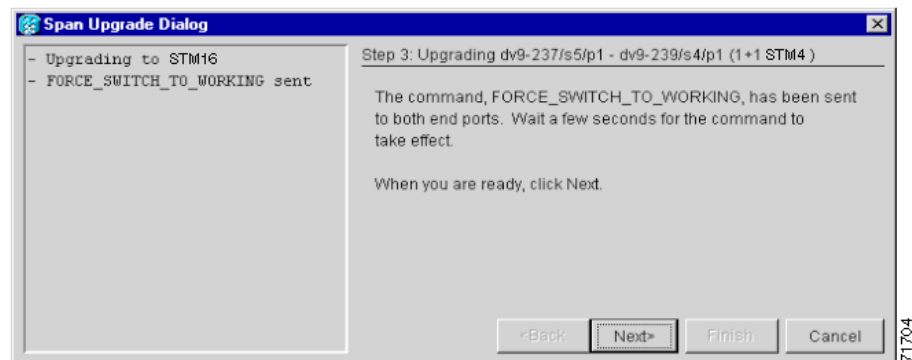 Span Upgrade Dialog
- Upgrading to STM16
- FORCE_SWITCH_TO_WORKING sent
Step 3: Upgrading dv9-237/s5/p1 - dv9-239/s4/p1 (1+1 STM4 )
The command, FORCE_SWITCH_TO_WORKING, has been sent
to both end ports. Wait a few seconds for the command to
take effect.
When you are ready, click Next.
<Back
Next>
Finish
Cancel
71704